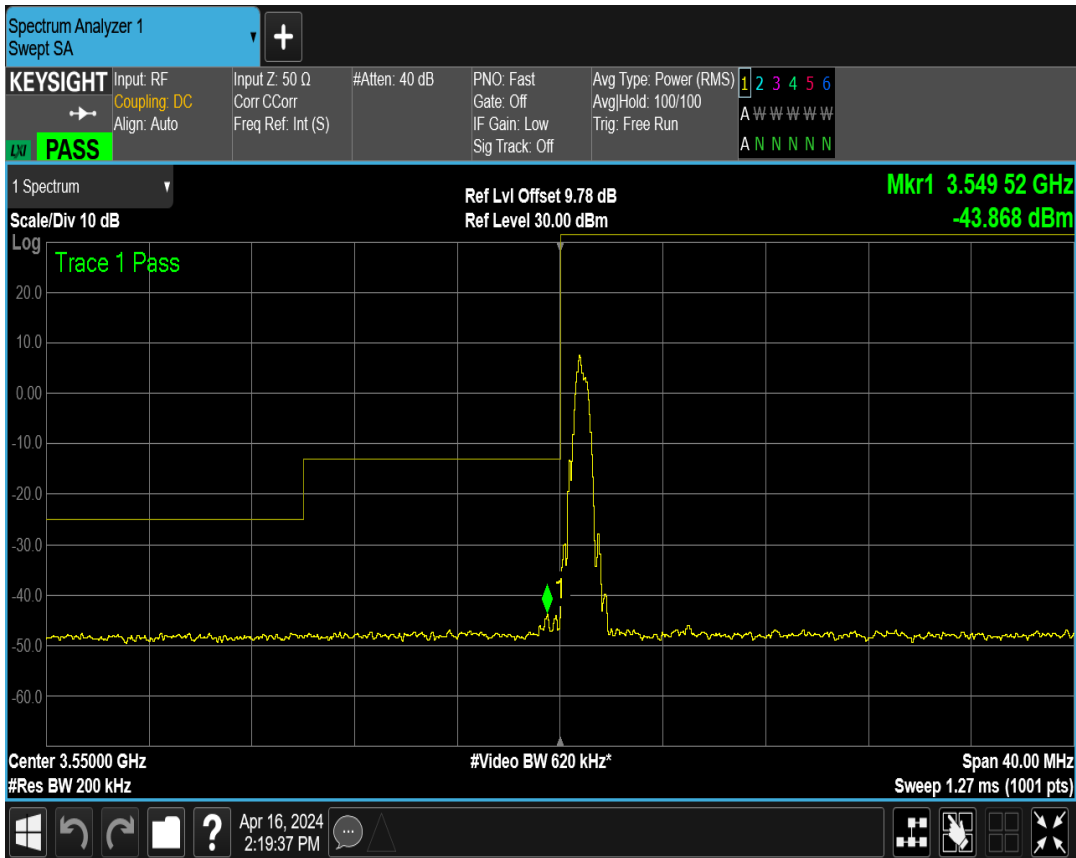 Spectrum Analyzer 1
Swept SA
+
KEYSIGHT
LXI PASS
Input: RF
Coupling: DC
Align: Auto
Input Z: 50 Ω
Corr CCorr
Freq Ref: Int (S)
#Atten: 40 dB
PNO: Fast
Gate: Off
IF Gain: Low
Sig Track: Off
Avg Type: Power (RMS)
Avg|Hold: 100/100
Trig: Free Run
1 2 3 4 5 6
A W W W W W
A N N N N N
1 Spectrum
Scale/Div 10 dB
Ref Lvl Offset 9.78 dB
Ref Level 30.00 dBm
Mkr1 3.549 52 GHz
-43.868 dBm
Log
Trace 1 Pass
20.0
10.0
0.00
-10.0
-20.0
-30.0
-40.0
1
-50.0
-60.0
Center 3.55000 GHz
#Video BW 620 kHz*
Span 40.00 MHz
#Res BW 200 kHz
Sweep 1.27 ms (1001 pts)
?
Apr 16, 2024
2:19:37 PM